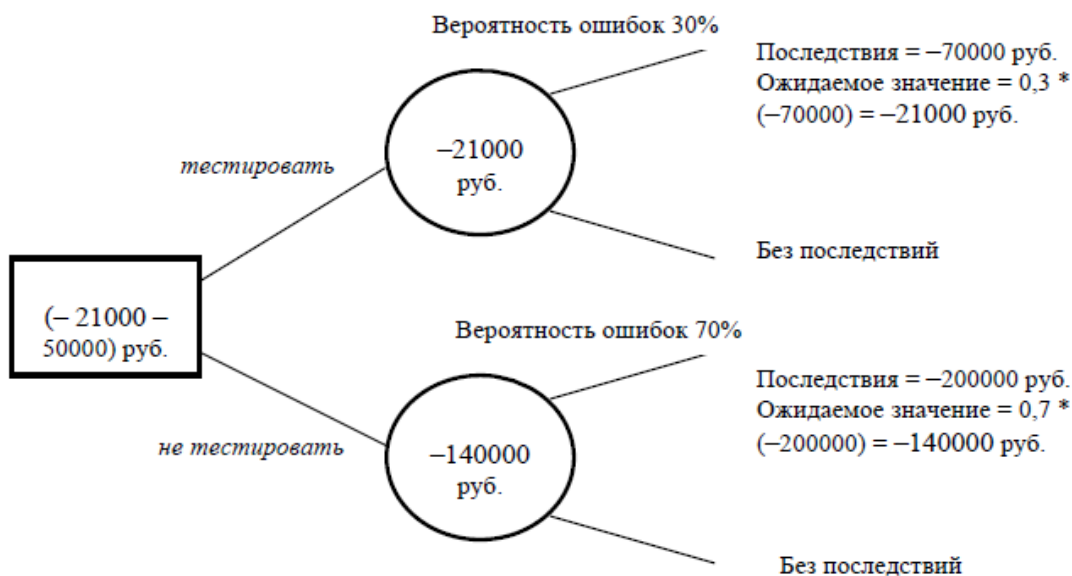 Вероятность ошибок 30%
Последствия = –70000 руб.
Ожидаемое значение = 0,3 *
(–70000) = –21000 руб.
–21000
руб.
тестировать
Без последствий
(– 21000 –
50000) руб.
Вероятность ошибок 70%
Последствия = –200000 руб.
Ожидаемое значение = 0,7 *
(–200000) = –140000 руб.
не тестировать
–140000
руб.
Без последствий